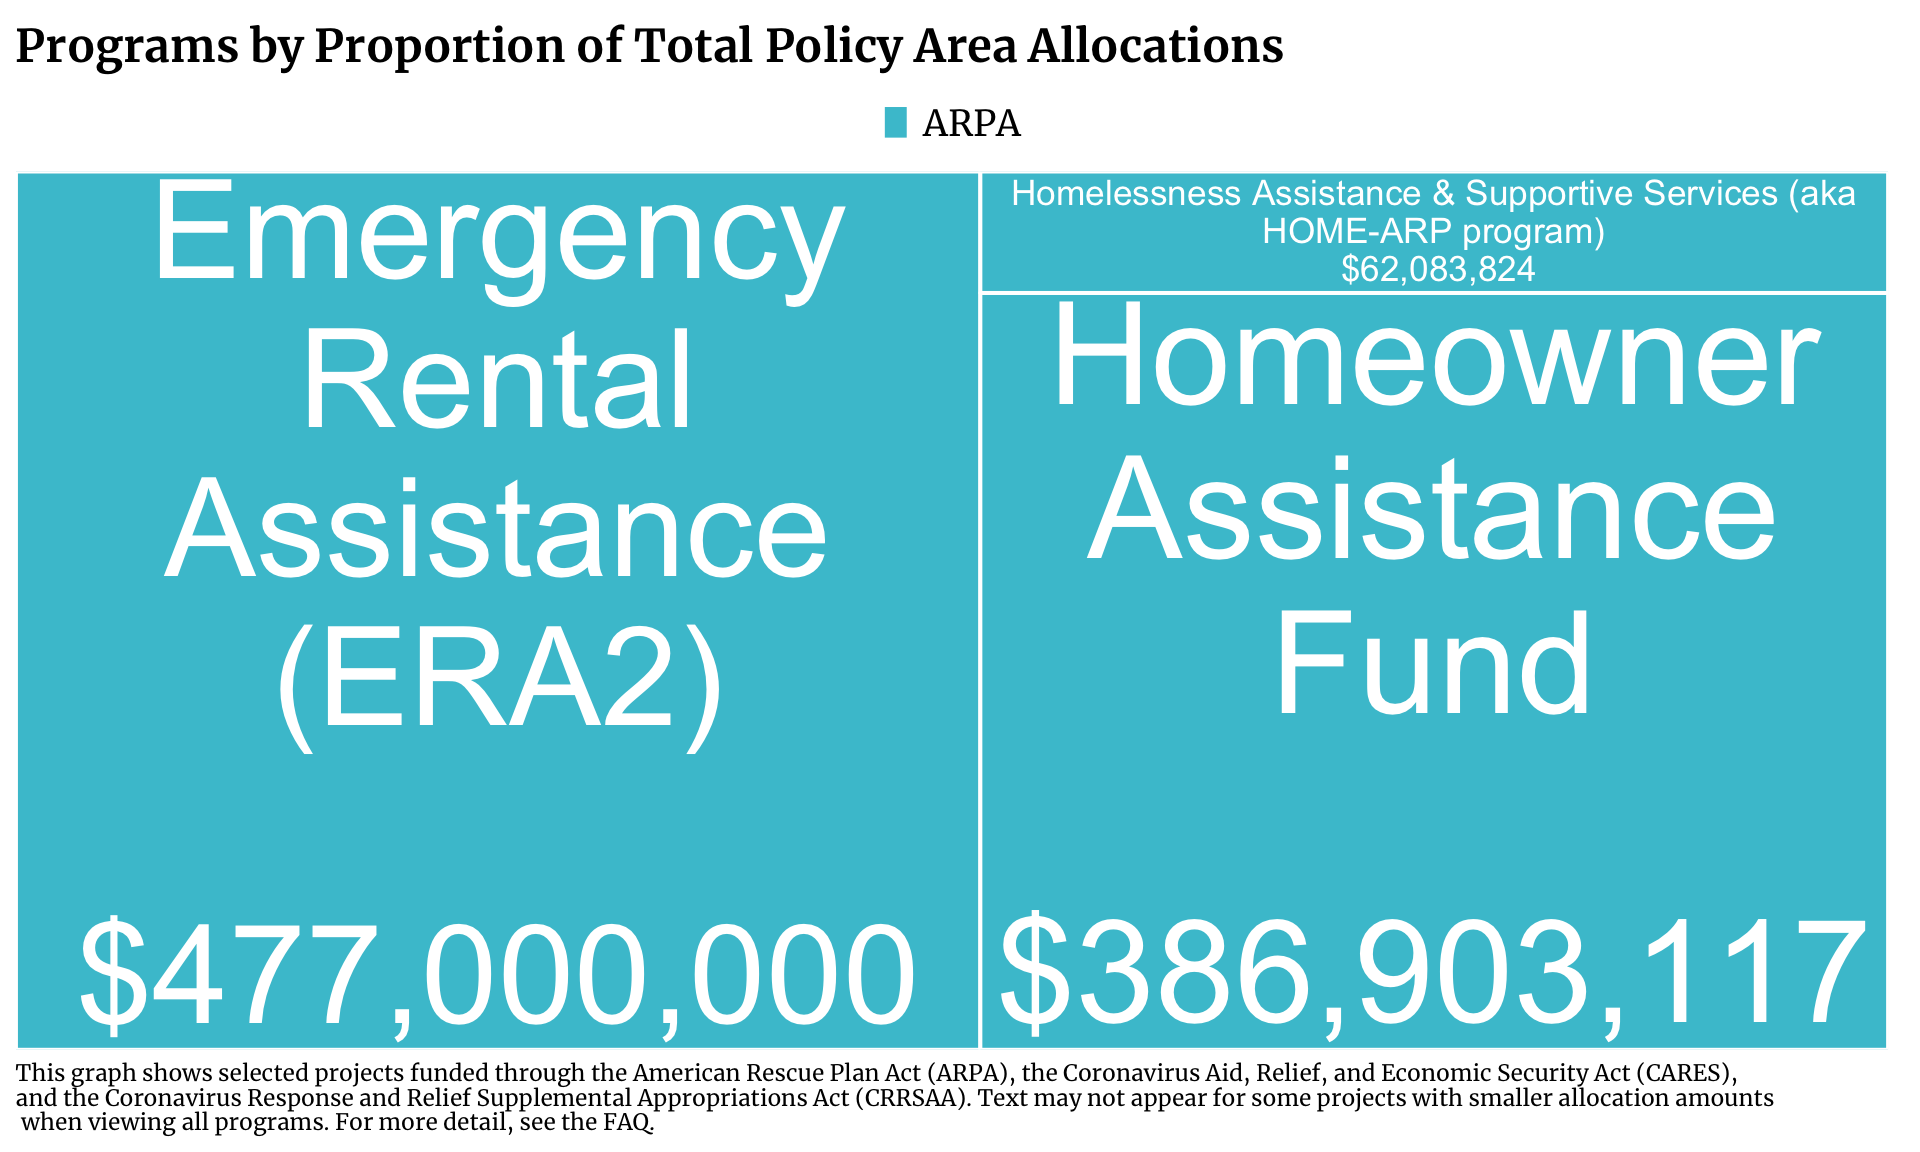 Programs by Proportion of Total Policy Area Allocations
ARPA
Emergency
Rental
Assistance
(ERA2)
$477,000,000
Homelessness Assistance & Supportive Services (aka
HOME-ARP program)
$62,083,824
Homeowner
Assistance
Fund
$386,903,117
This graph shows selected projects funded through the American Rescue Plan Act (ARPA), the Coronavirus Aid, Relief, and Economic Security Act (CARES),
and the Coronavirus Response and Relief Supplemental Appropriations Act (CRRSAA). Text may not appear for some projects with smaller allocation amounts
when viewing all programs. For more detail, see the FAQ.